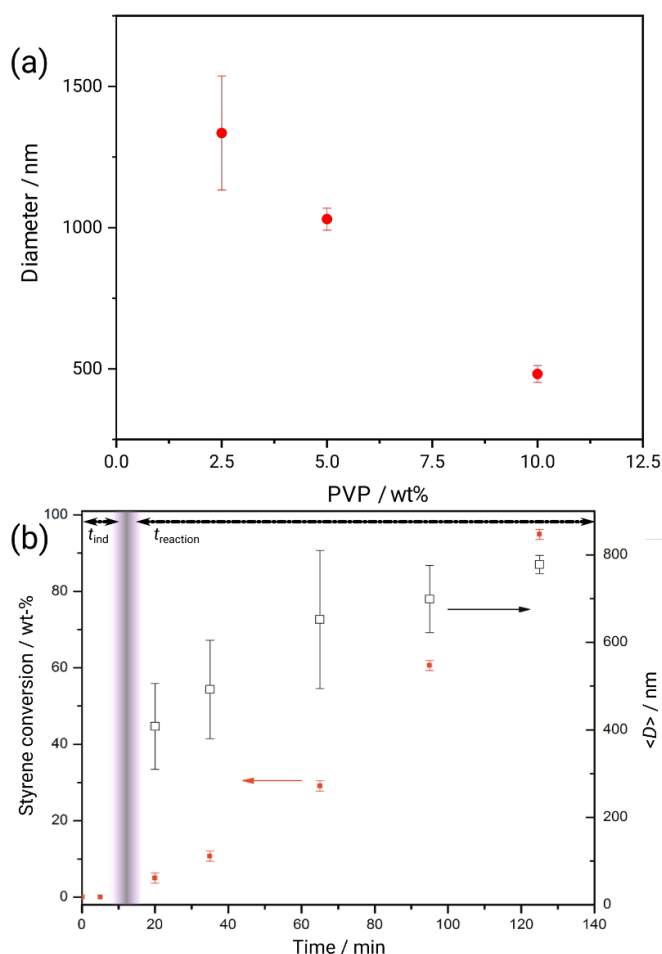 (a)
Diameter / nm
1500
1000
500
0.0 2.5 5.0 7.5 10.0 12.5
PVP / wt%
(b)
t_ind t_reaction
Styrene conversion / wt-%
100
80
60
40
20
0
800
600
400
200
0
<D> / nm
0 20 40 60 80 100 120 140
Time / min